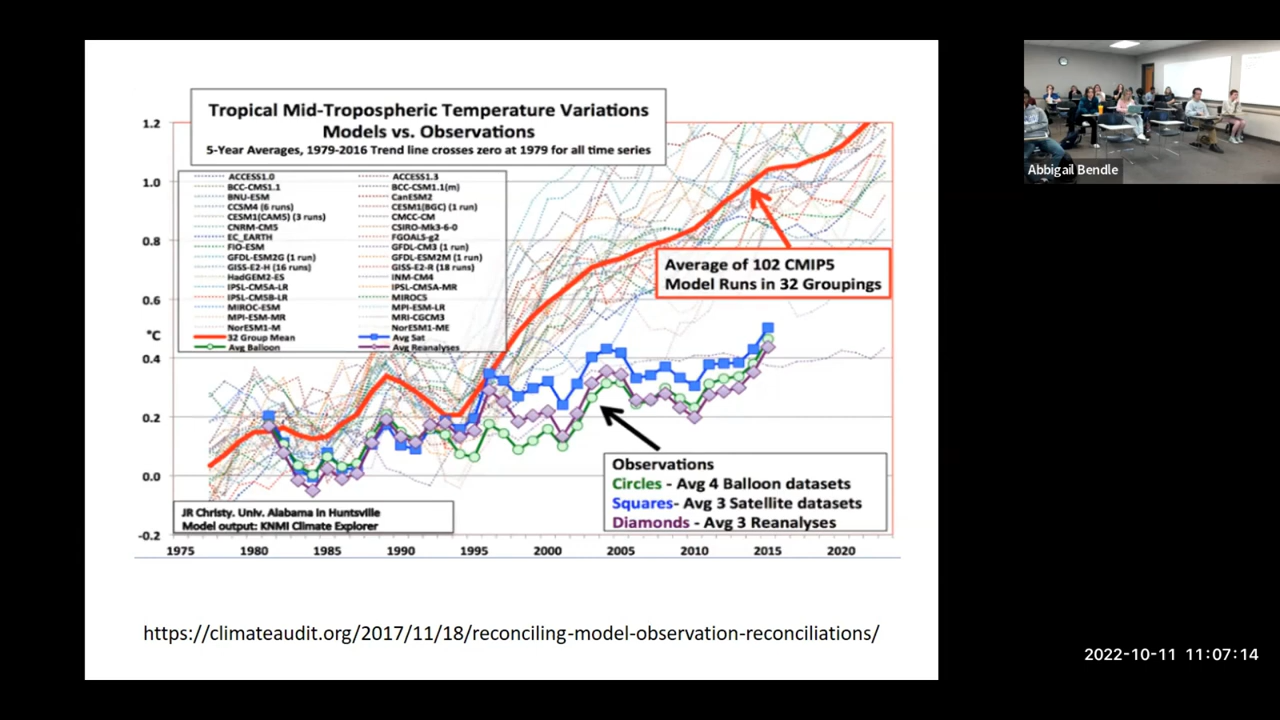 Tropical Mid-Tropospheric Temperature Variations
Models vs. Observations
5-Year Averages, 1979-2016 Trend line crosses zero at 1979 for all time series
1.2
1.0
0.8
0.6
°C
0.4
0.2
0.0
-0.2
ACCESS1.0 ACCESS1.3
BCC-CMS1.1 BCC-CSM1.1(m)
BNU-ESM CanESM2
CCSM4 (6 runs) CESM1(BGC) (1 run)
CESM1(CAM5) (3 runs) CMCC-CM
CNRM-CM5 CSIRO-Mk3-6-0
EC_EARTH FGOALS-g2
FIO-ESM GFDL-CM3 (1 run)
GFDL-ESM2G (1 run) GFDL-ESM2M (1 run)
GISS-E2-H (16 runs) GISS-E2-R (18 runs)
HadGEM2-ES INM-CM4
IPSL-CM5A-LR IPSL-CM5A-MR
IPSL-CM5B-LR MIROC5
MIROC-ESM MPI-ESM-LR
MPI-ESM-MR MRI-CGCM3
NorESM1-M NorESM1-ME
32 Group Mean Avg Sat
Avg Balloon Avg Reanalyses
Average of 102 CMIP5
Model Runs in 32 Groupings
Observations
Circles - Avg 4 Balloon datasets
Squares- Avg 3 Satellite datasets
Diamonds - Avg 3 Reanalyses
JR Christy. Univ. Alabama in Huntsville
Model output: KNMI Climate Explorer
1975 1980 1985 1990 1995 2000 2005 2010 2015 2020
https://climateaudit.org/2017/11/18/reconciling-model-observation-reconciliations/
Abbigail Bendle
2022-10-11 11:07:14